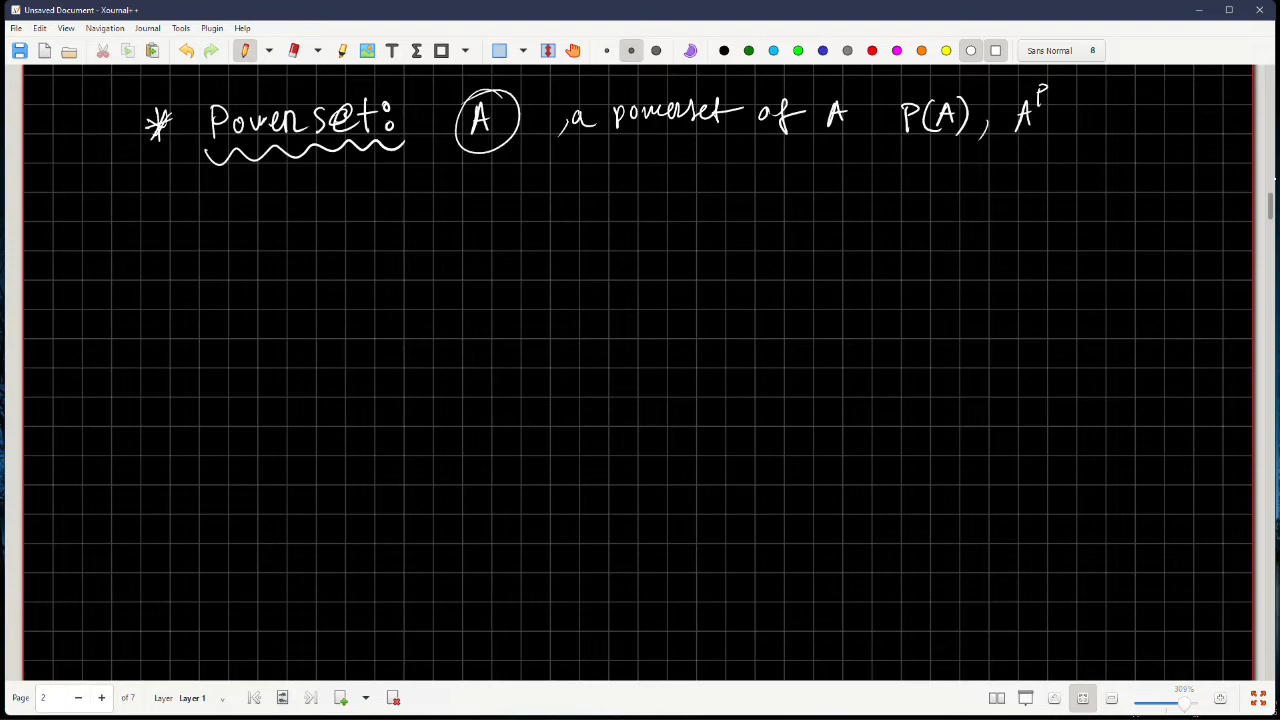 Unsaved Document - Xournal++
File Edit View Navigation Journal Tools Plugin Help
Sans Normal 8
* Powerset: A , a powerset of A P(A), A^P
Page 2 of 7 Layer Layer 1 309%